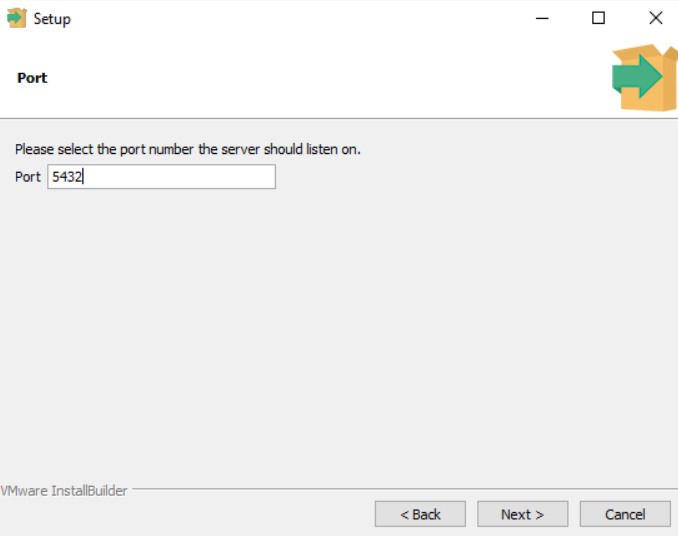 Setup
Port
Please select the port number the server should listen on.
Port 5432
VMware InstallBuilder
< Back Next > Cancel